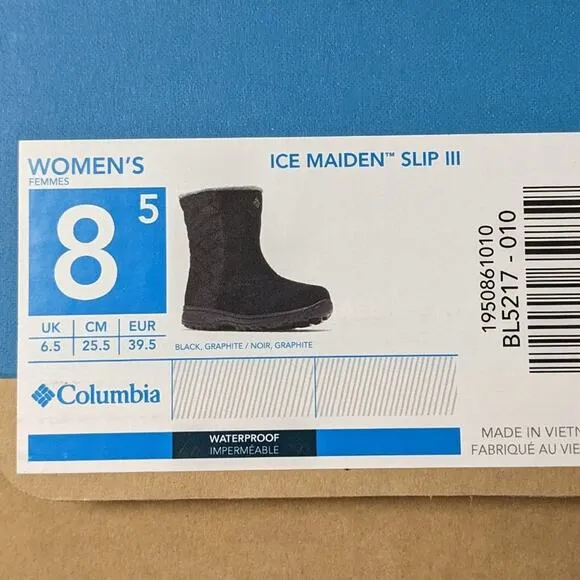 WOMEN'S
FEMMES
ICE MAIDEN™ SLIP III
8 5
UK CM EUR
6.5 25.5 39.5
BLACK, GRAPHITE / NOIR, GRAPHITE
Columbia
WATERPROOF
IMPERMÉABLE
1950861010
BL5217 - 010
MADE IN VIETN
FABRIQUÉ AU VIE